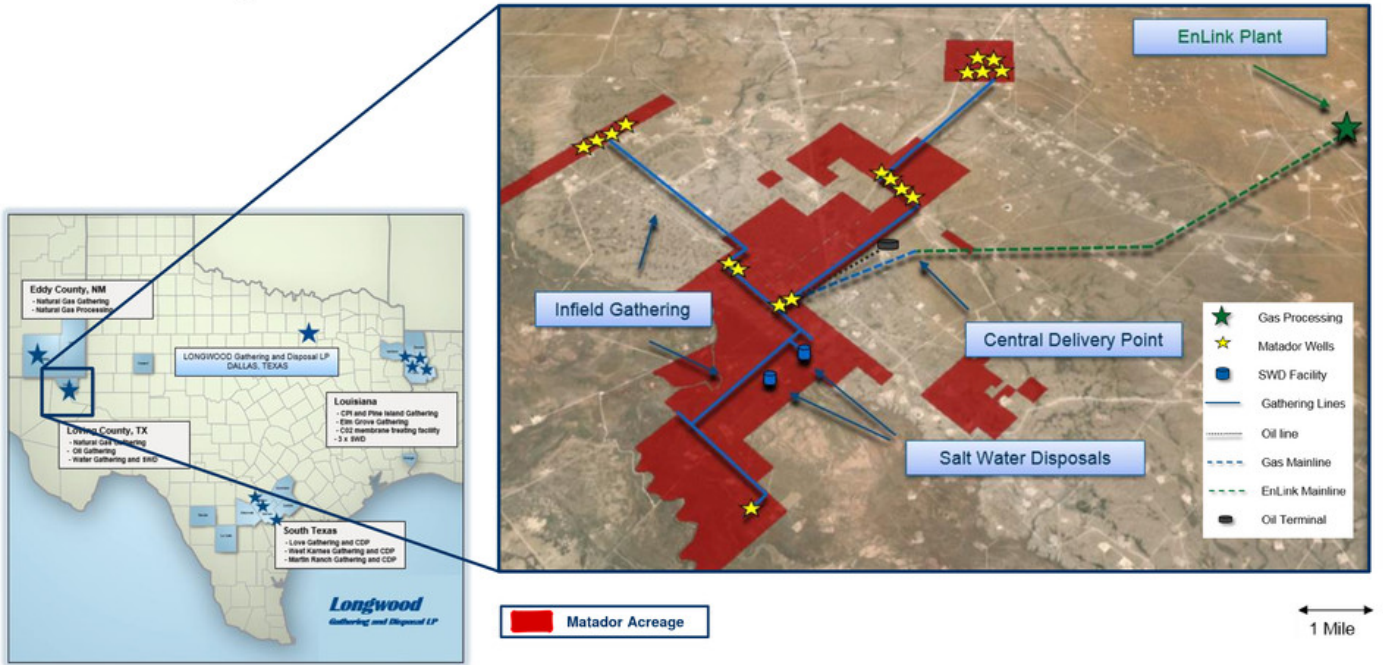 EnLink Plant
Infield Gathering
Central Delivery Point
Salt Water Disposals
Gas Processing
Matador Wells
SWD Facility
Gathering Lines
Oil line
Gas Mainline
EnLink Mainline
Oil Terminal
Matador Acreage
1 Mile
Eddy County, NM
- Natural Gas Gathering
- Natural Gas Processing
LONGWOOD Gathering and Disposal LP
DALLAS, TEXAS
Loving County, TX
- Natural Gas Gathering
- Oil Gathering
- Water Gathering and SWD
Louisiana
- CPI and Pine Island Gathering
- Elm Grove Gathering
- C02 membrane treating facility
- 3 x SWD
South Texas
- Love Gathering and CDP
- West Karnes Gathering and CDP
- Martin Ranch Gathering and CDP
Longwood
Gathering and Disposal LP